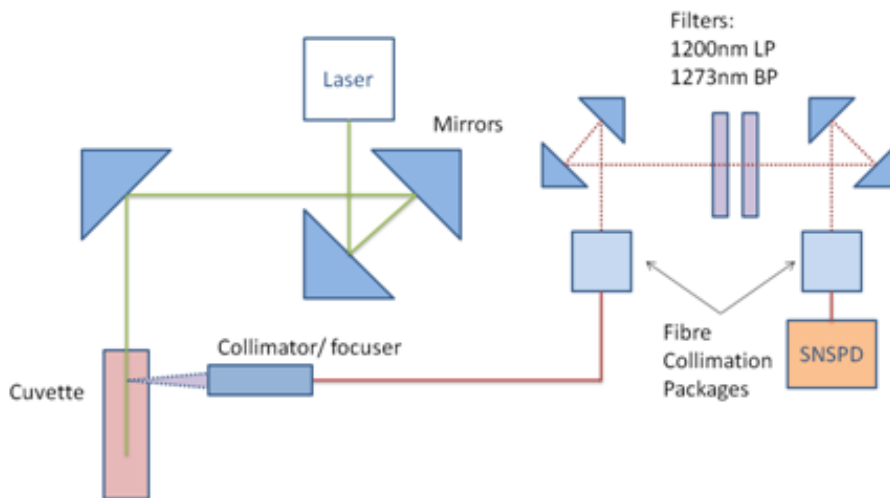 Filters:
1200nm LP
1273nm BP
Laser
Mirrors
Collimator/ focuser
Cuvette
Fibre
Collimation
Packages
SNSPD